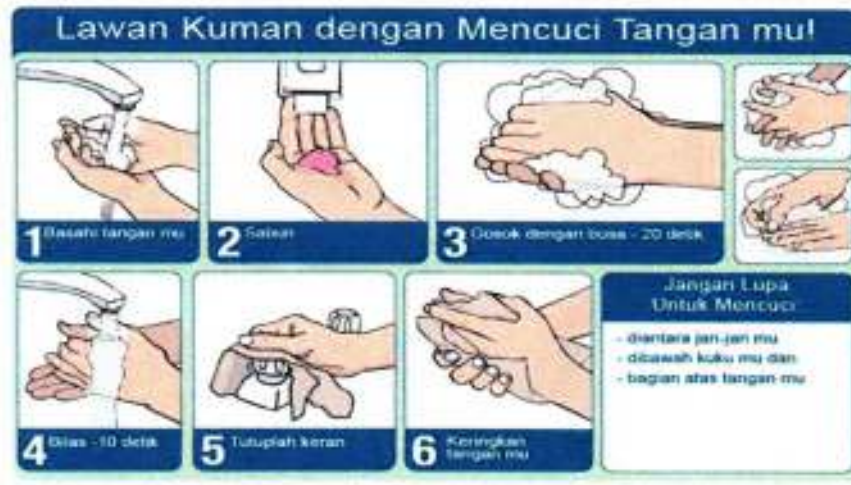 Lawan Kuman dengan Mencuci Tangan mu!
1 Basahi tangan mu
2 Sabun
3 Gosok dengan busa - 20 detik
4 Bilas -10 detik
5 Tutuplah keran
6 Keringkan
tangan mu
Jangan Lupa
Untuk Mencuci
- diantara jari-jari mu
- dibawah kuku mu dan
- bagian atas tangan mu